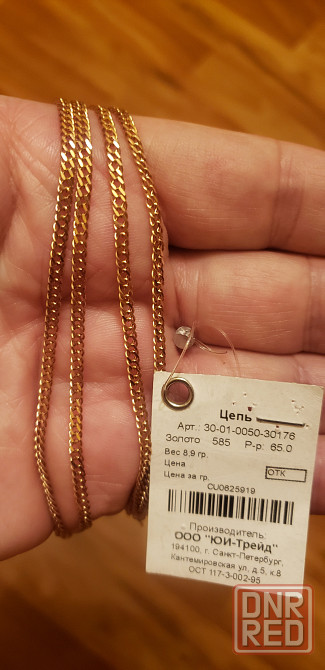 Цепь
Арт.: 30-01-0050-30176
Золото 585 Р-р: 65.0
Вес 8,9 гр.
Цена
ОТК
Цена за гр.
CU0625919
Производитель
ООО "ЮИ-Трейд"
194100, г. Санкт-Петербург,
Кантемировская ул, д.5, к.8
ОСТ 117-3-002-95
DNR
RED